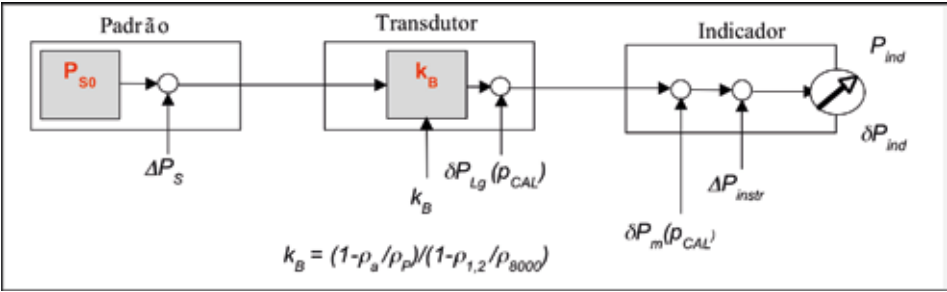 Padrão Transdutor Indicador
P_S0 k_B P_ind
δP_ind
ΔP_S k_B δP_Lg (p_CAL) δP_m(p_CAL) ΔP_instr
k_B = (1-ρ_a/ρ_P)/(1-ρ_1,2/ρ_8000)